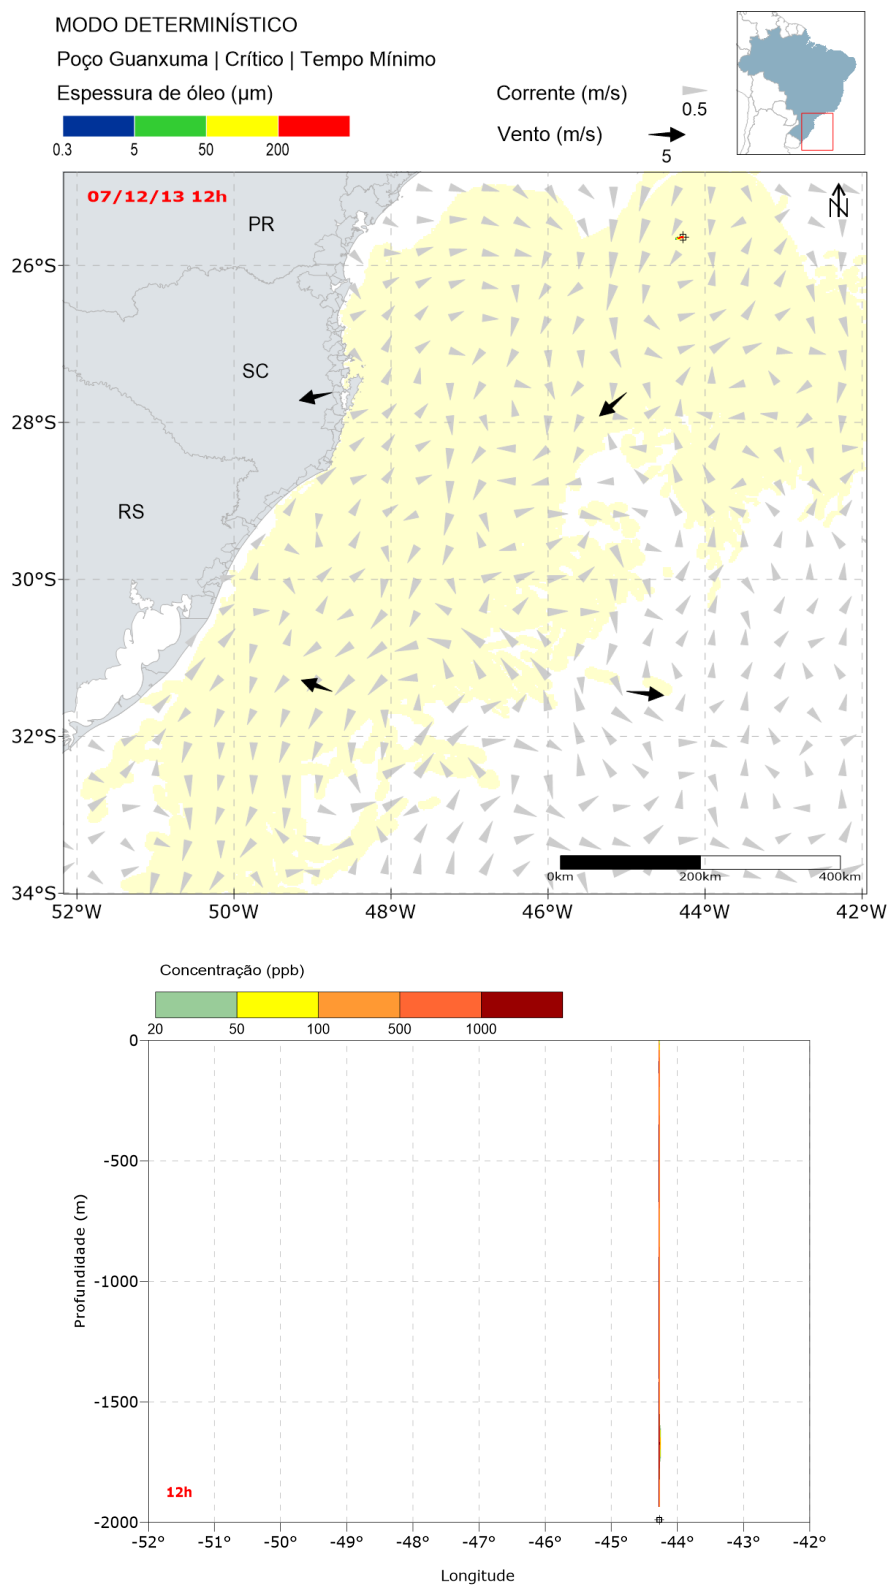 MODO DETERMINÍSTICO
Poço Guanxuma | Crítico | Tempo Mínimo
Espessura de óleo (μm)
0.3 5 50 200
Corrente (m/s)
0.5
Vento (m/s)
5
07/12/13 12h
N
PR
SC
RS
26°S
28°S
30°S
32°S
34°S
0km 200km 400km
52°W 50°W 48°W 46°W 44°W 42°W
Concentração (ppb)
20 50 100 500 1000
0
-500
-1000
-1500
-2000
Profundidade (m)
12h
-52° -51° -50° -49° -48° -47° -46° -45° -44° -43° -42°
Longitude